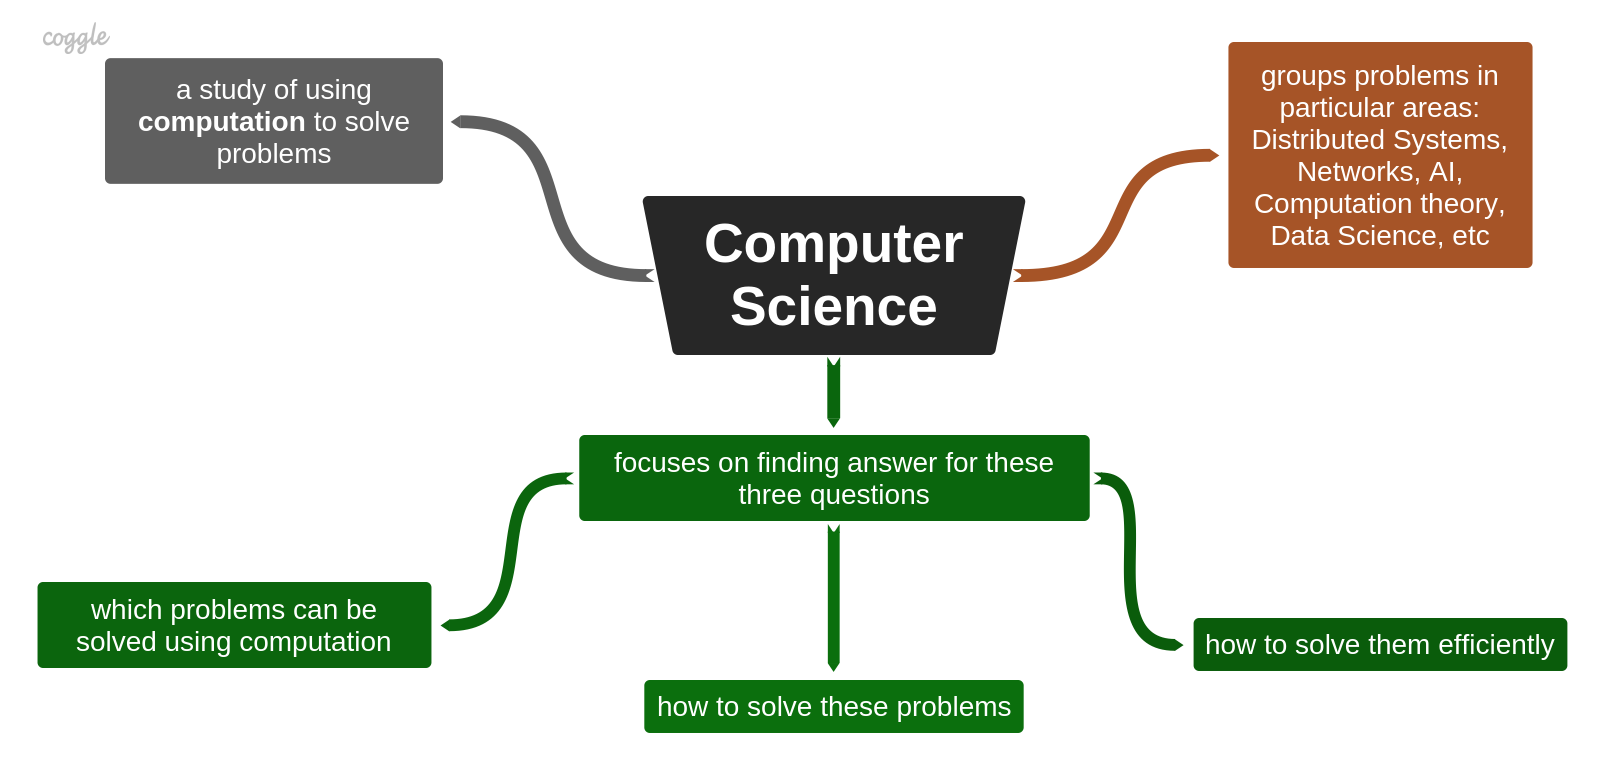 coggle
a study of using
computation to solve
problems
groups problems in
particular areas:
Distributed Systems,
Networks, AI,
Computation theory,
Data Science, etc
Computer
Science
focuses on finding answer for these
three questions
which problems can be
solved using computation
how to solve these problems
how to solve them efficiently